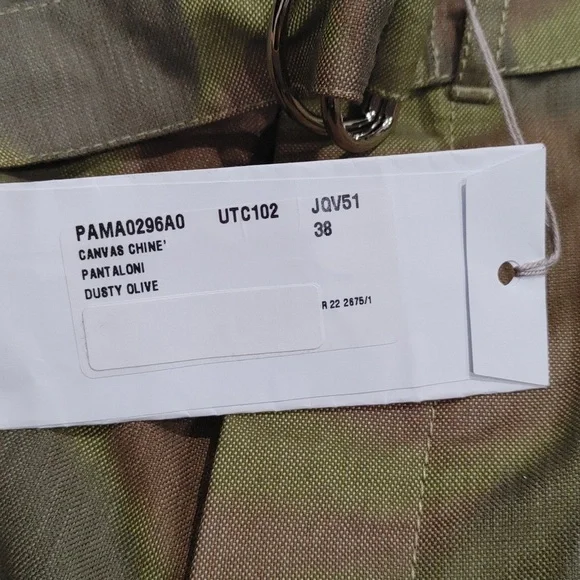 PAMA0296A0 UTC102 JQV51
CANVAS CHINE' 38
PANTALONI
DUSTY OLIVE
R 22 2675/1